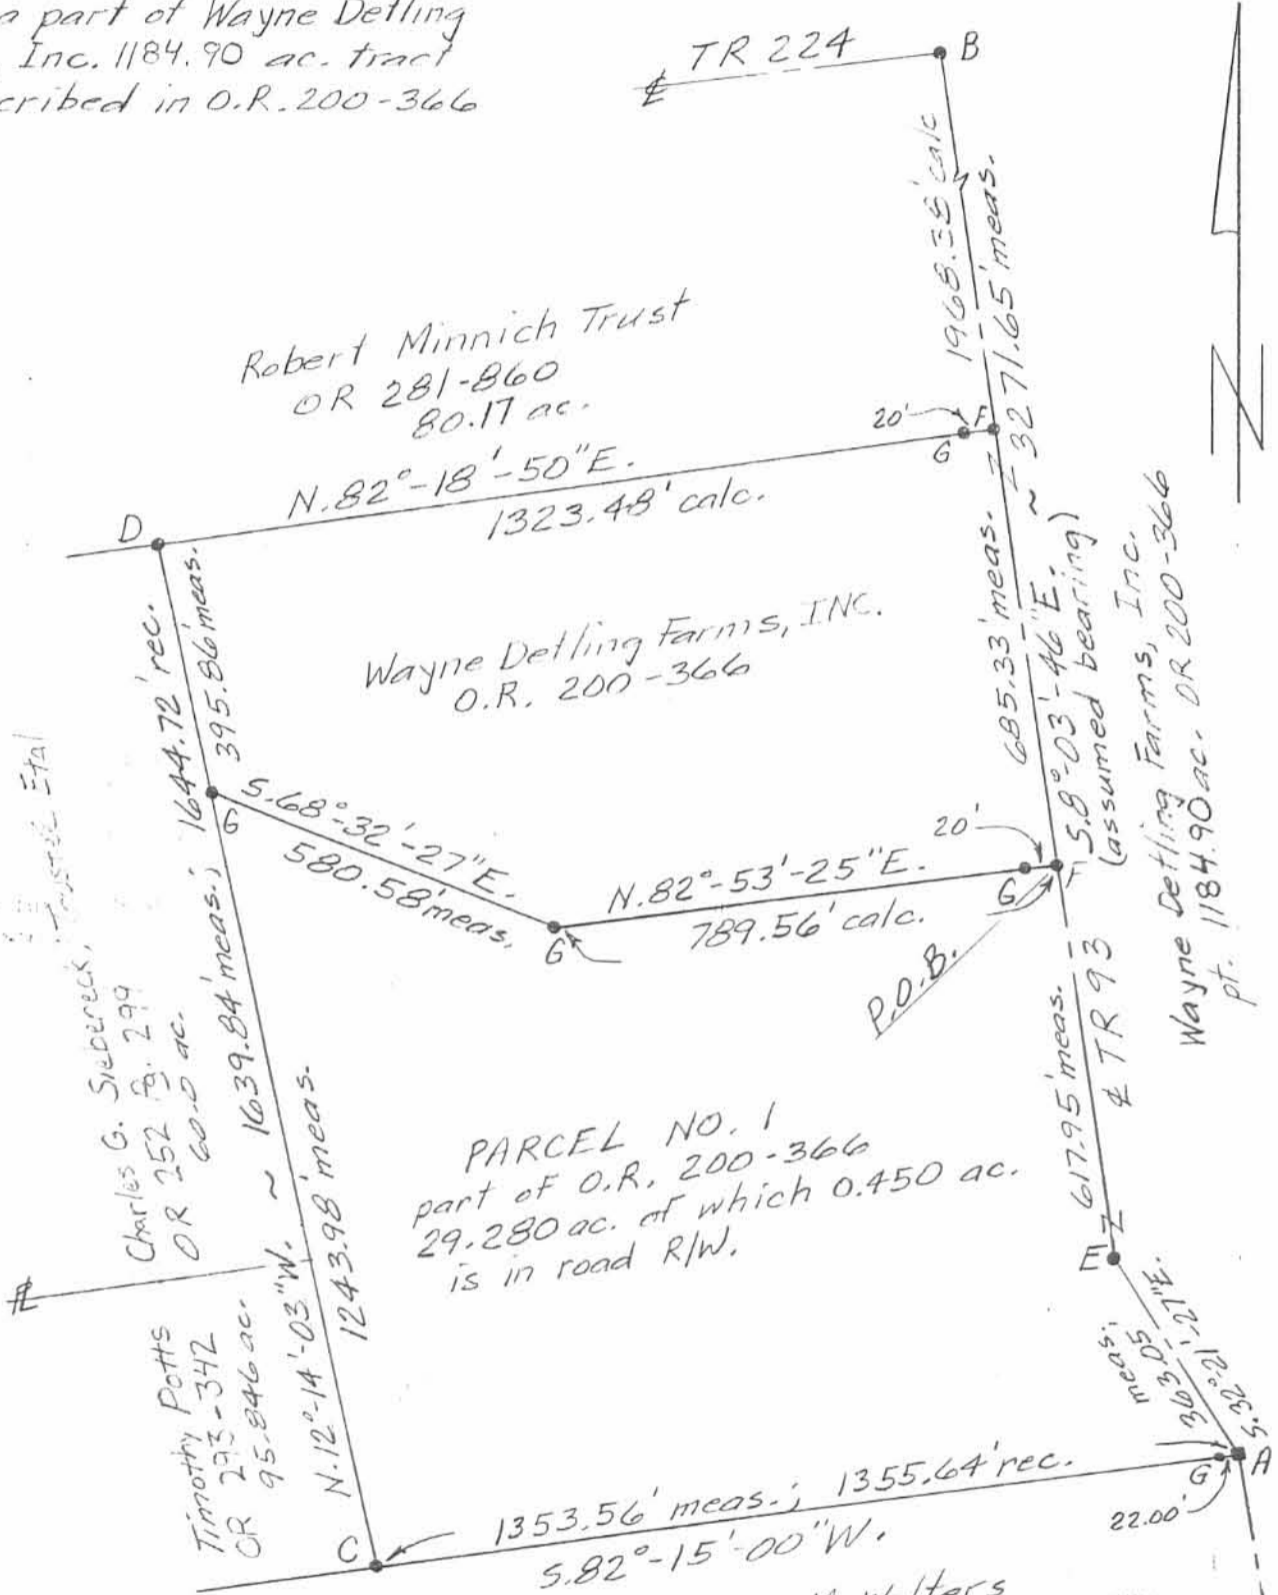 a part of Wayne Detling
Inc. 1184.90 ac. tract
cribed in O.R. 200-366
TR 224
B
1968.38' calc
3271.65' meas.
Robert Minnich Trust
OR 281-860
80.17 ac.
20'
F
G
N
N. 82°-18'-50" E.
1323.48' calc.
D
1644.72' rec.
395.86' meas.
Wayne Detling Farms, INC.
O.R. 200-366
685.33' meas.
S. 8°-03'-46" E. ~
(assumed bearing)
Wayne Detling Farms, Inc.
pt. 1184.90 ac. OR 200-366
G
S. 68°-32'-27" E.
580.58' meas.
G
N. 82°-53'-25" E.
789.56' calc.
20'
G
F
P.O.B.
Charles G. Siebereck, Trustee Etal
OR 252 Pg. 299
60.0 ac.
1639.84' meas.;
N. 12°-14'-03" W. ~
1243.98' meas.
617.95' meas.
℄ TR 93
PARCEL NO. 1
part of O.R. 200-366
29.280 ac. of which 0.450 ac.
is in road R/W.
E
Timothy Potts
OR 293-342
95.846 ac.
363.05
meas.
S. 32°-21'-27" E.
A
G
22.00'
C
1353.56' meas.; 1355.64' rec.
S. 82°-15'-00" W.